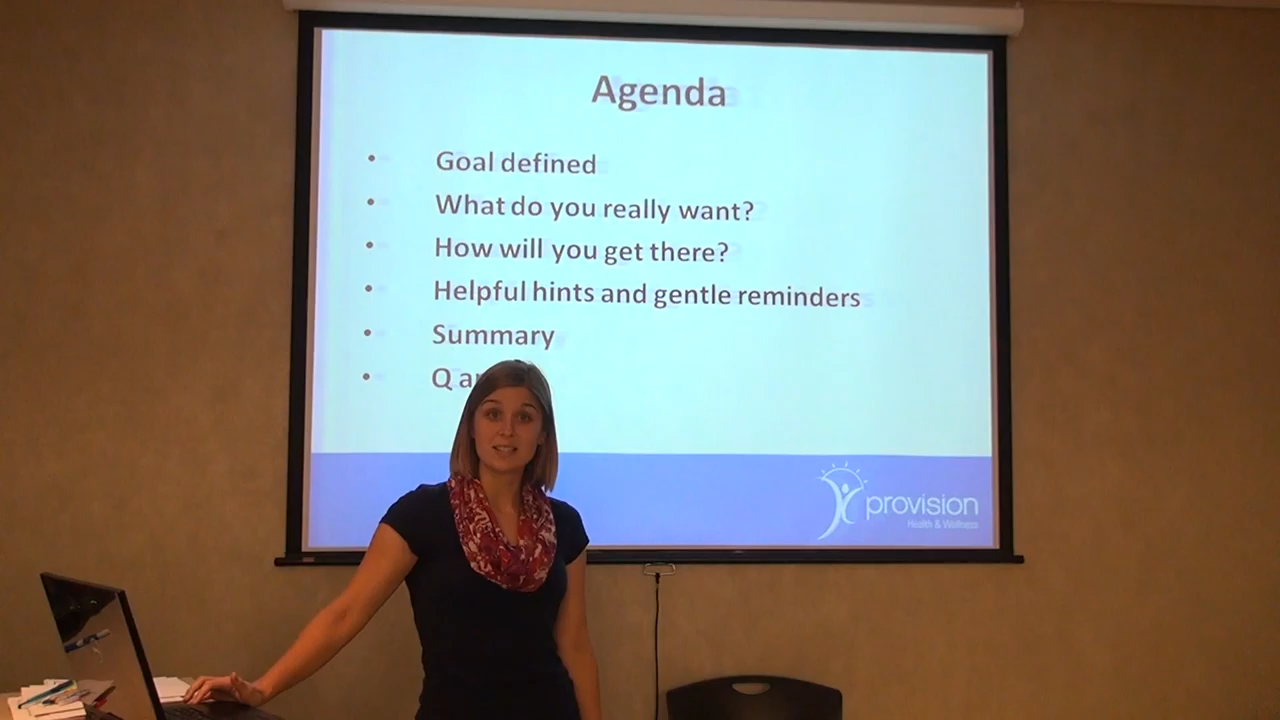 Agenda
• Goal defined
• What do you really want?
• How will you get there?
• Helpful hints and gentle reminders
• Summary
• Q
provision
Health & Wellness